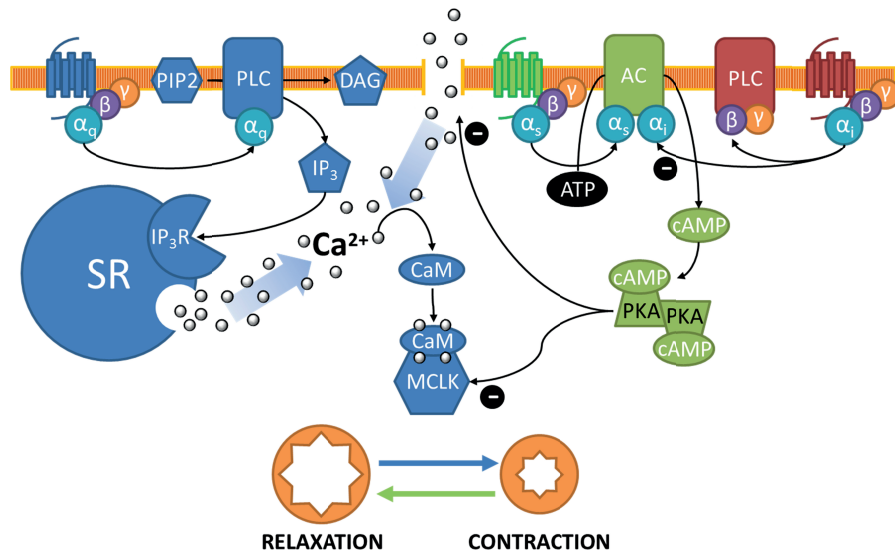 PIP2
PLC
DAG
AC
PLC
β
γ
αq
αq
β
γ
αs
αs
αi
β
γ
β
γ
αi
IP3
–
–
ATP
cAMP
IP3R
SR
Ca2+
CaM
cAMP
PKA
PKA
cAMP
CaM
MCLK
–
RELAXATION
CONTRACTION